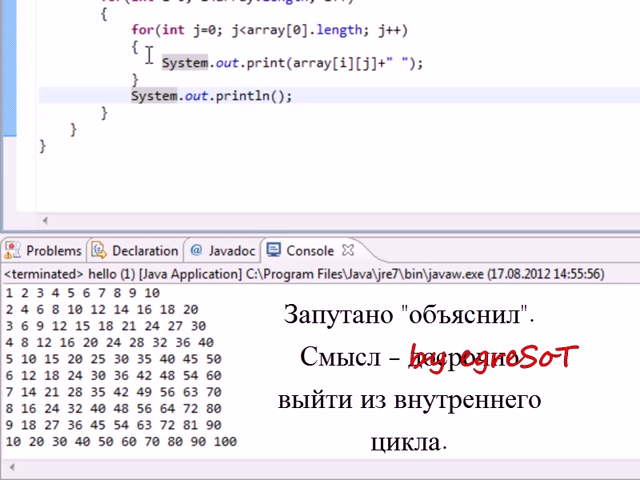 {
for(int j=0; j<array[0].length; j++)
{
System.out.print(array[i][j]+" ");
}
System.out.println();
}
}
}
Problems Declaration @ Javadoc Console
<terminated> hello (1) [Java Application] C:\Program Files\Java\jre7\bin\javaw.exe (17.08.2012 14:55:56)
1 2 3 4 5 6 7 8 9 10
2 4 6 8 10 12 14 16 18 20
3 6 9 12 15 18 21 24 27 30
4 8 12 16 20 24 28 32 36 40
5 10 15 20 25 30 35 40 45 50
6 12 18 24 30 36 42 48 54 60
7 14 21 28 35 42 49 56 63 70
8 16 24 32 40 48 56 64 72 80
9 18 27 36 45 54 63 72 81 90
10 20 30 40 50 60 70 80 90 100
Запутано "объяснил".
Смысл – досрочно
by egroSoT
выйти из внутреннего
цикла.